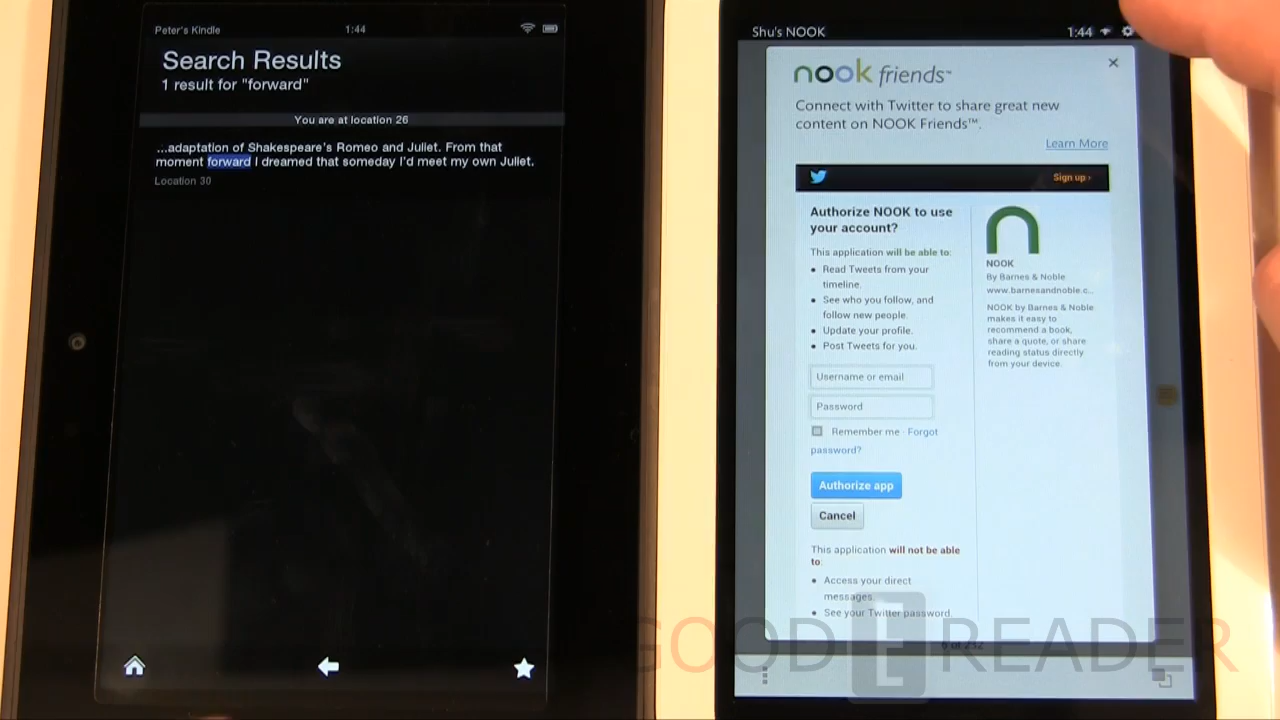 Peter's Kindle
1:44
Search Results
1 result for "forward"
You are at location 26
...adaptation of Shakespeare's Romeo and Juliet. From that
moment forward I dreamed that someday I'd meet my own Juliet.
Location 30
Shu's NOOK
1:44
nook friends™
Connect with Twitter to share great new
content on NOOK Friends™.
Learn More
Sign up ›
Authorize NOOK to use
your account?
This application will be able to:
• Read Tweets from your
timeline.
• See who you follow, and
follow new people.
• Update your profile.
• Post Tweets for you.
Username or email
Password
Remember me · Forgot
password?
Authorize app
Cancel
This application will not be able
to:
• Access your direct
messages.
• See your Twitter password.
NOOK
By Barnes & Noble
www.barnesandnoble.c...
NOOK by Barnes & Noble
makes it easy to
recommend a book,
share a quote, or share
reading status directly
from your device.
GOOD READER